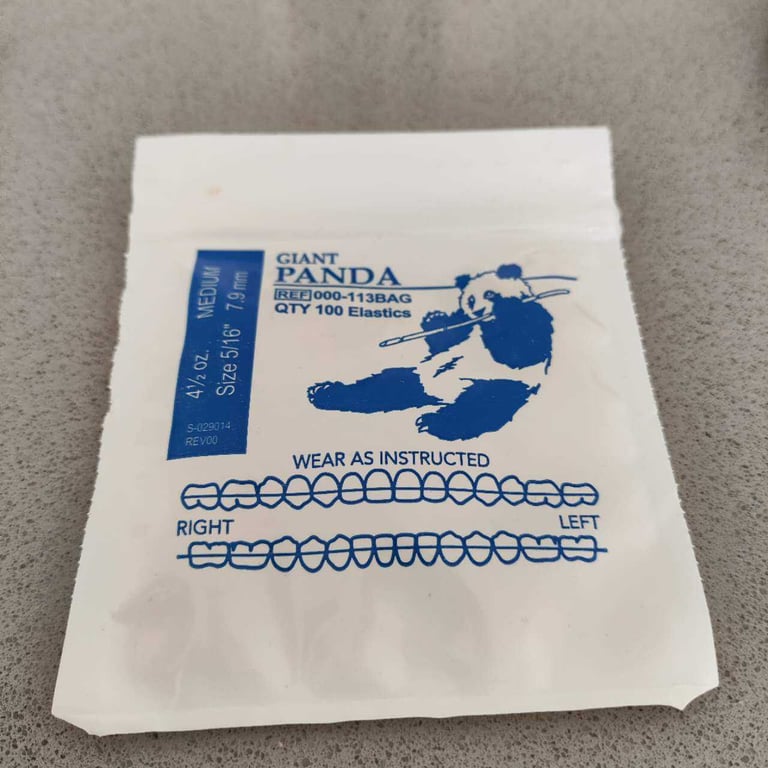 GIANT
PANDA
REF 000-113BAG
QTY 100 Elastics
4½ oz. MEDIUM
Size 5/16" 7.9 mm
S-029014
REV00
WEAR AS INSTRUCTED
RIGHT
LEFT